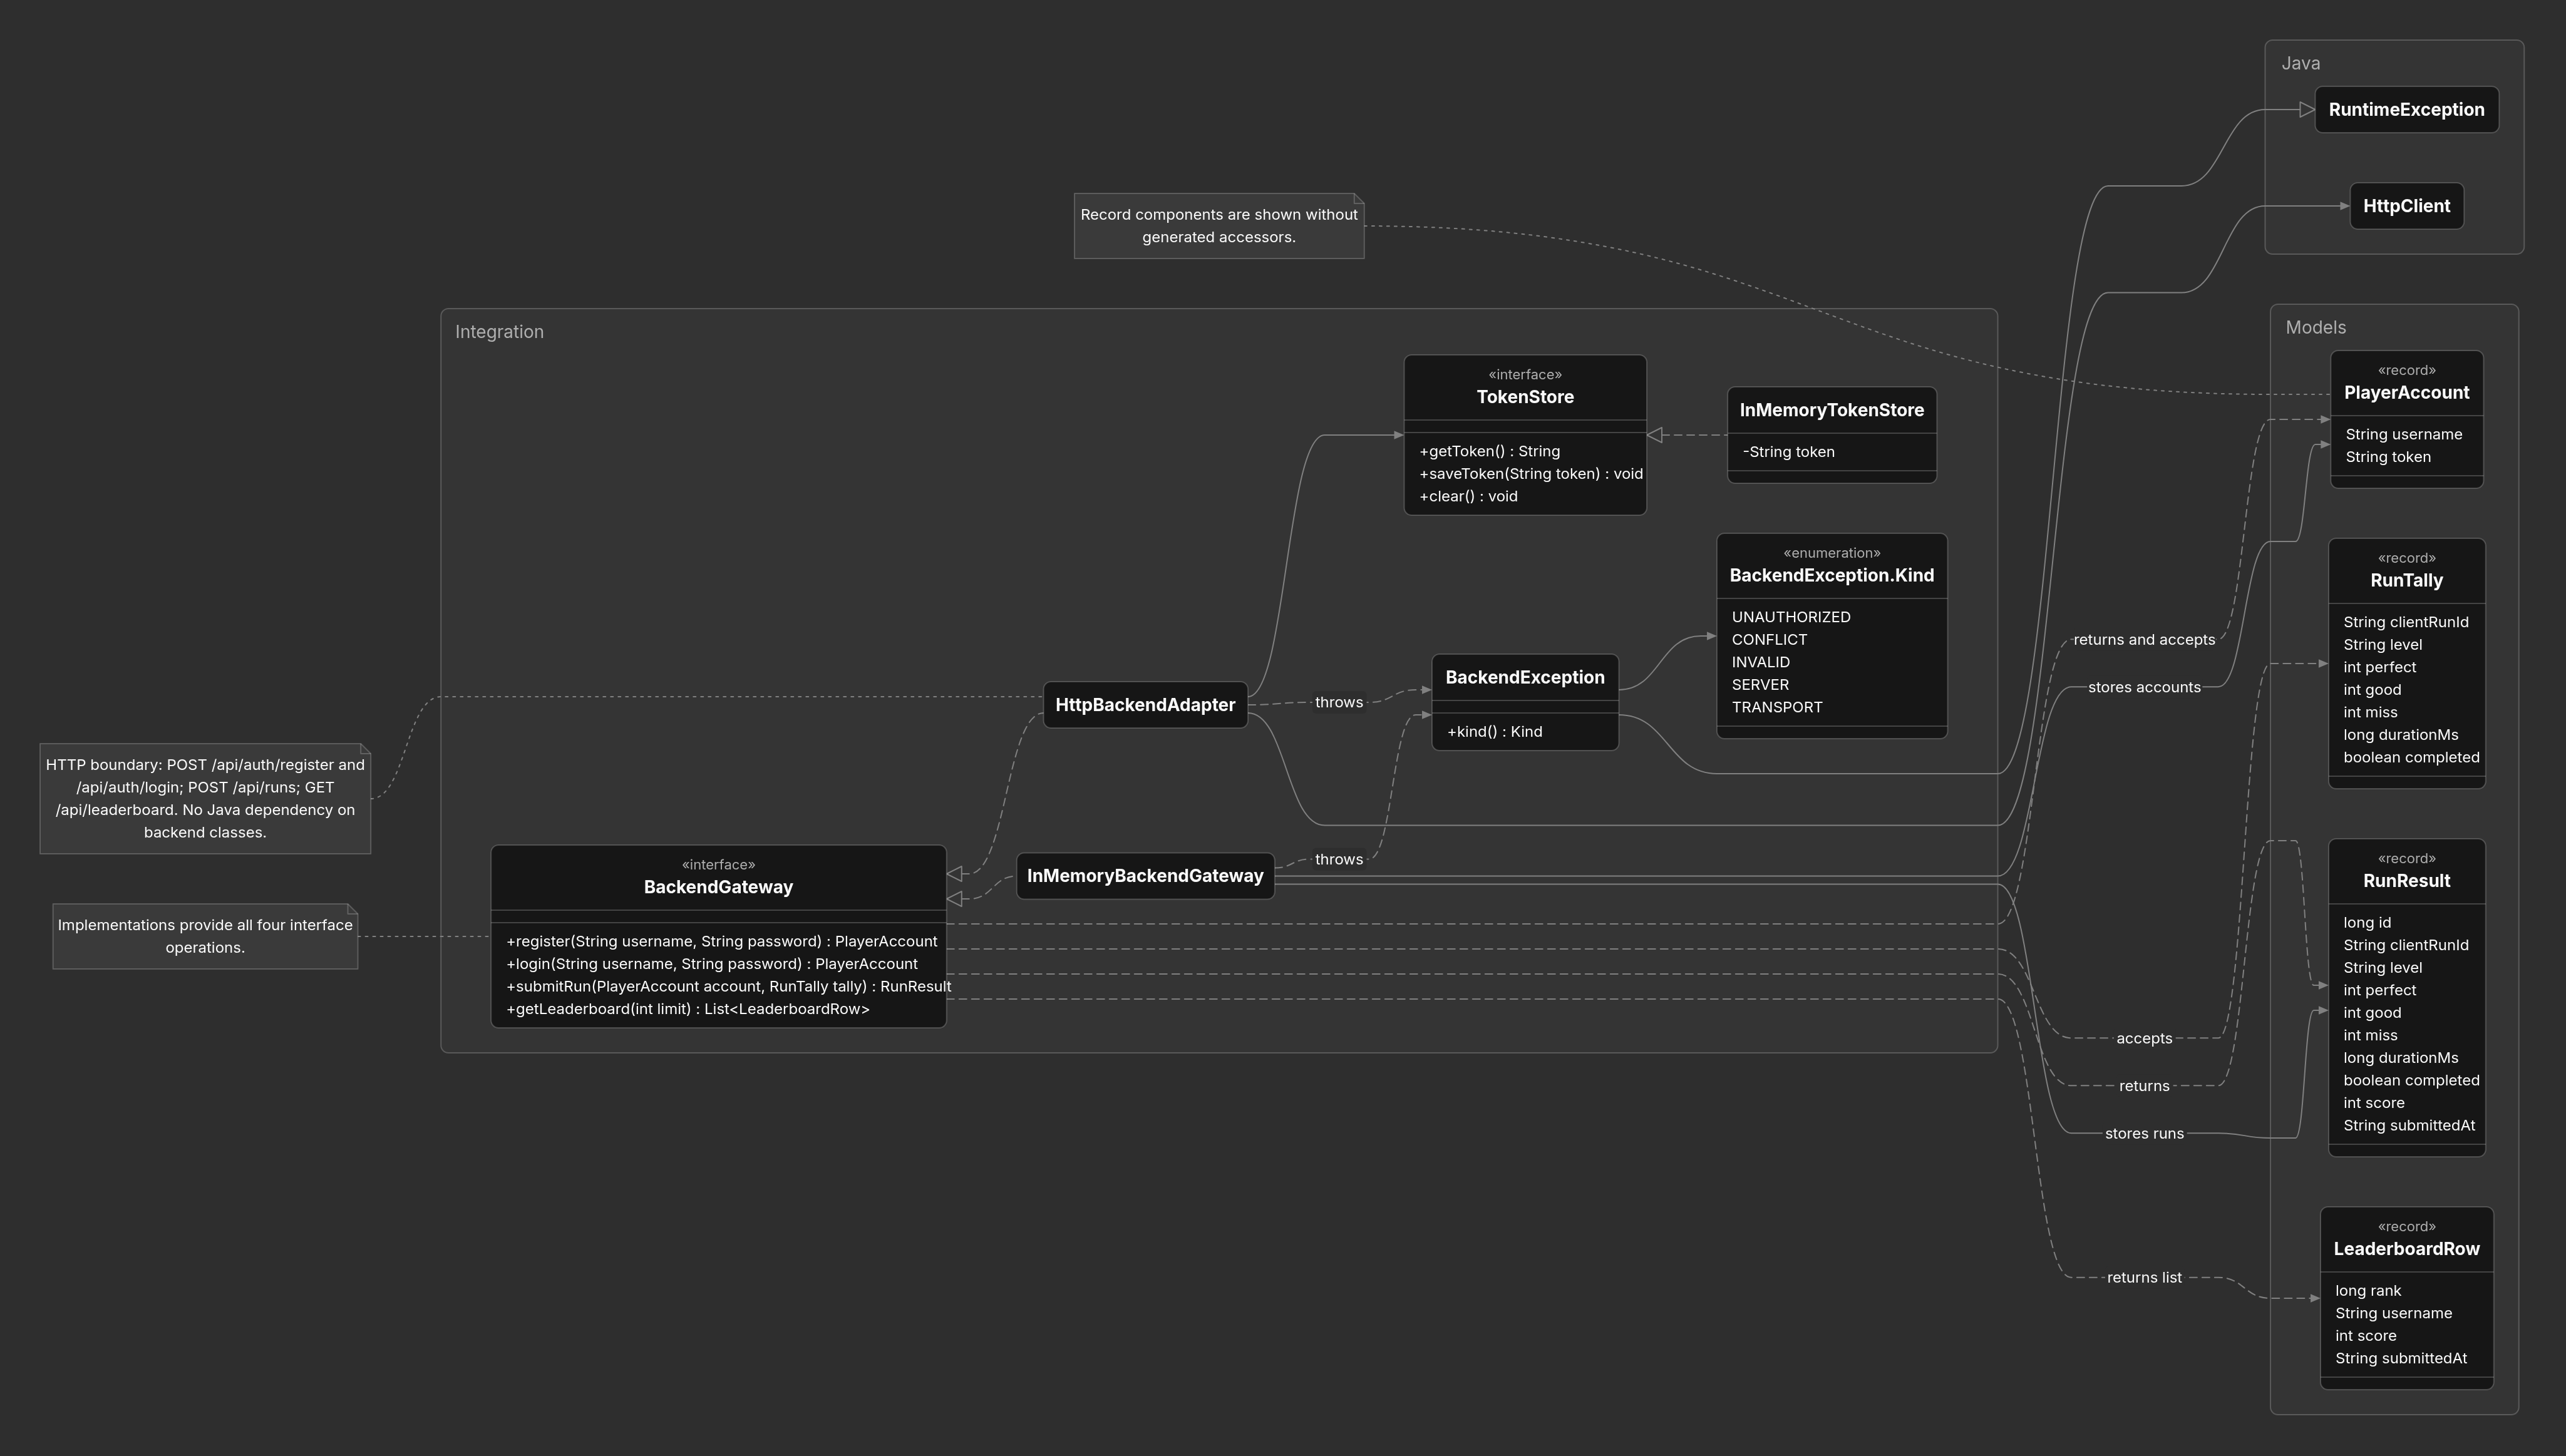 Java
RuntimeException
HttpClient
Record components are shown without
generated accessors.
Integration
«interface»
TokenStore
+getToken() : String
+saveToken(String token) : void
+clear() : void
InMemoryTokenStore
-String token
«enumeration»
BackendException.Kind
UNAUTHORIZED
CONFLICT
INVALID
SERVER
TRANSPORT
BackendException
+kind() : Kind
HttpBackendAdapter
throws
HTTP boundary: POST /api/auth/register and
/api/auth/login; POST /api/runs; GET
/api/leaderboard. No Java dependency on
backend classes.
throws
InMemoryBackendGateway
«interface»
BackendGateway
+register(String username, String password) : PlayerAccount
+login(String username, String password) : PlayerAccount
+submitRun(PlayerAccount account, RunTally tally) : RunResult
+getLeaderboard(int limit) : List<LeaderboardRow>
Implementations provide all four interface
operations.
returns and accepts
stores accounts
accepts
returns
stores runs
returns list
Models
«record»
PlayerAccount
String username
String token
«record»
RunTally
String clientRunId
String level
int perfect
int good
int miss
long durationMs
boolean completed
«record»
RunResult
long id
String clientRunId
String level
int perfect
int good
int miss
long durationMs
boolean completed
int score
String submittedAt
«record»
LeaderboardRow
long rank
String username
int score
String submittedAt